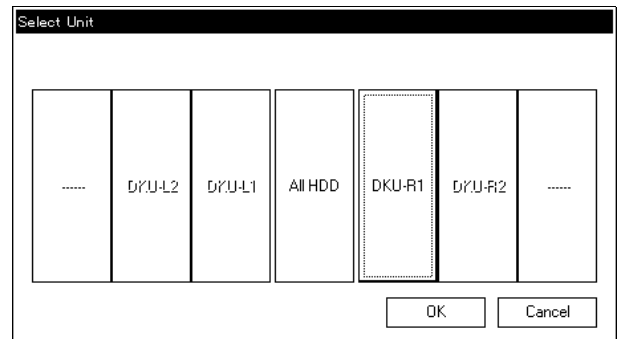 Select Unit
------ DKU-L2 DKU-L1 All HDD DKU-R1 DKU-R2 ------
OK Cancel